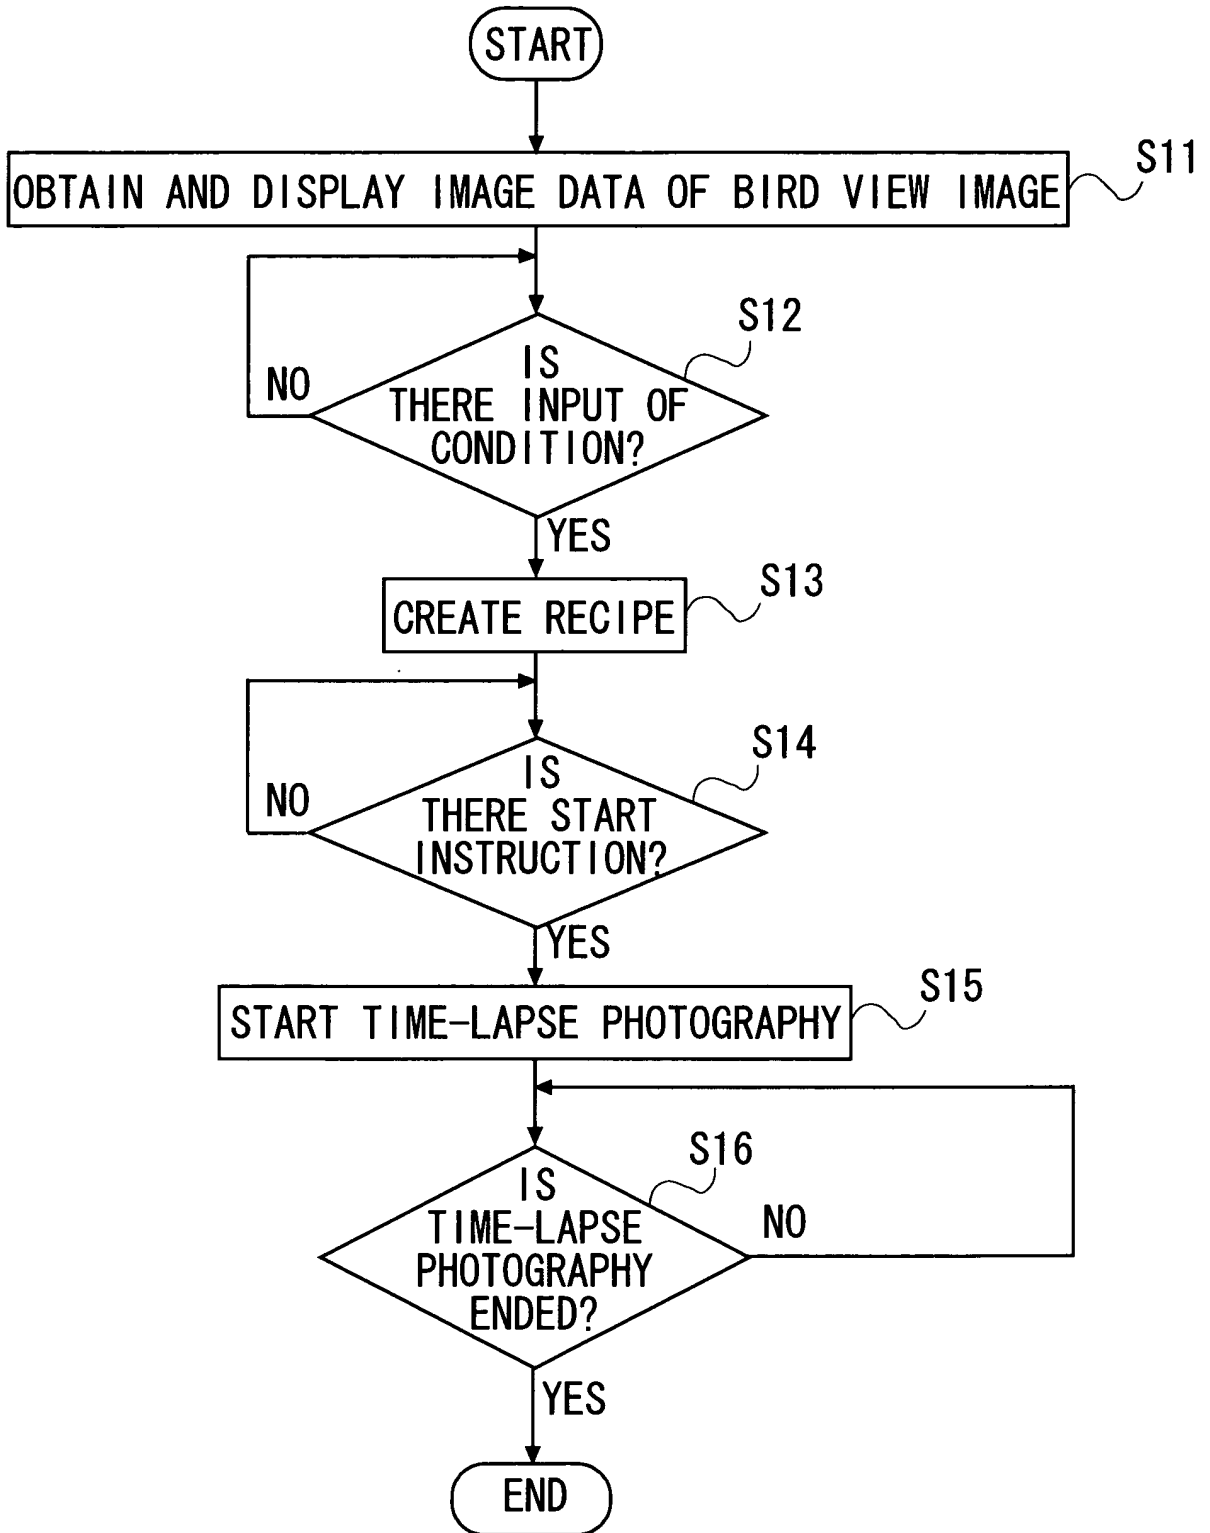 START
S11
OBTAIN AND DISPLAY IMAGE DATA OF BIRD VIEW IMAGE
S12
IS
NO
THERE INPUT OF
CONDITION?
YES
S13
CREATE RECIPE
S14
IS
NO
THERE START
INSTRUCTION?
YES
S15
START TIME-LAPSE PHOTOGRAPHY
S16
IS
NO
TIME-LAPSE
PHOTOGRAPHY
ENDED?
YES
END